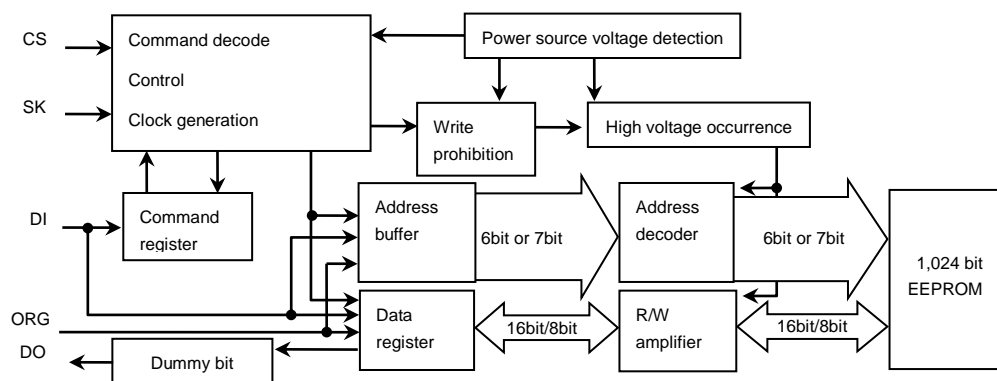 CS
Command decode
Control
Clock generation
Power source voltage detection
SK
Write
prohibition
High voltage occurrence
DI
Command
register
Address
buffer
6bit or 7bit
Address
decoder
6bit or 7bit
1,024 bit
EEPROM
ORG
Data
register
16bit/8bit
R/W
amplifier
16bit/8bit
DO
Dummy bit